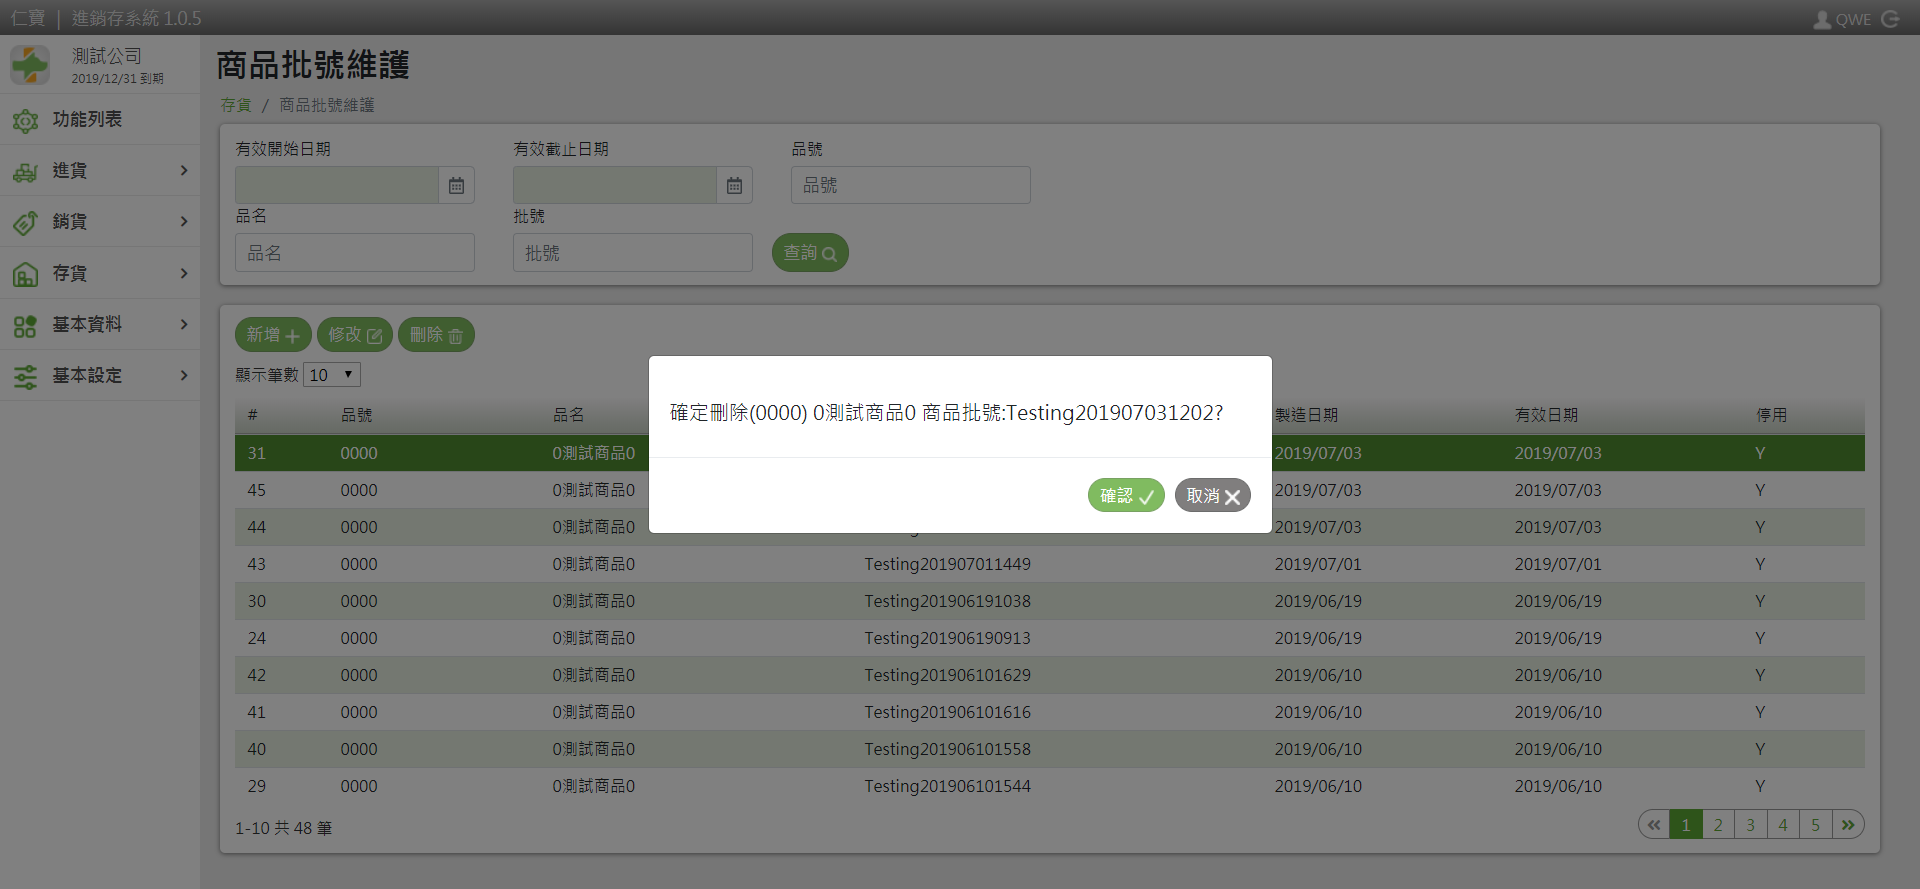 仁寶 | 進銷存系統 1.0.5
QWE
測試公司
2019/12/31 到期
功能列表
進貨
銷貨
存貨
基本資料
基本設定
商品批號維護
存貨 / 商品批號維護
有效開始日期 有效截止日期 品號
品號
品名 批號
品名 批號 查詢
新增 修改 刪除
顯示筆數 10
# 品號 品名 製造日期 有效日期 停用
31 0000 0測試商品0 2019/07/03 2019/07/03 Y
45 0000 0測試商品0 2019/07/03 2019/07/03 Y
44 0000 0測試商品0 2019/07/03 2019/07/03 Y
43 0000 0測試商品0 Testing201907011449 2019/07/01 2019/07/01 Y
30 0000 0測試商品0 Testing201906191038 2019/06/19 2019/06/19 Y
24 0000 0測試商品0 Testing201906190913 2019/06/19 2019/06/19 Y
42 0000 0測試商品0 Testing201906101629 2019/06/10 2019/06/10 Y
41 0000 0測試商品0 Testing201906101616 2019/06/10 2019/06/10 Y
40 0000 0測試商品0 Testing201906101558 2019/06/10 2019/06/10 Y
29 0000 0測試商品0 Testing201906101544 2019/06/10 2019/06/10 Y
1-10 共 48 筆
« 1 2 3 4 5 »
確定刪除(0000) 0測試商品0 商品批號:Testing201907031202?
確認 取消